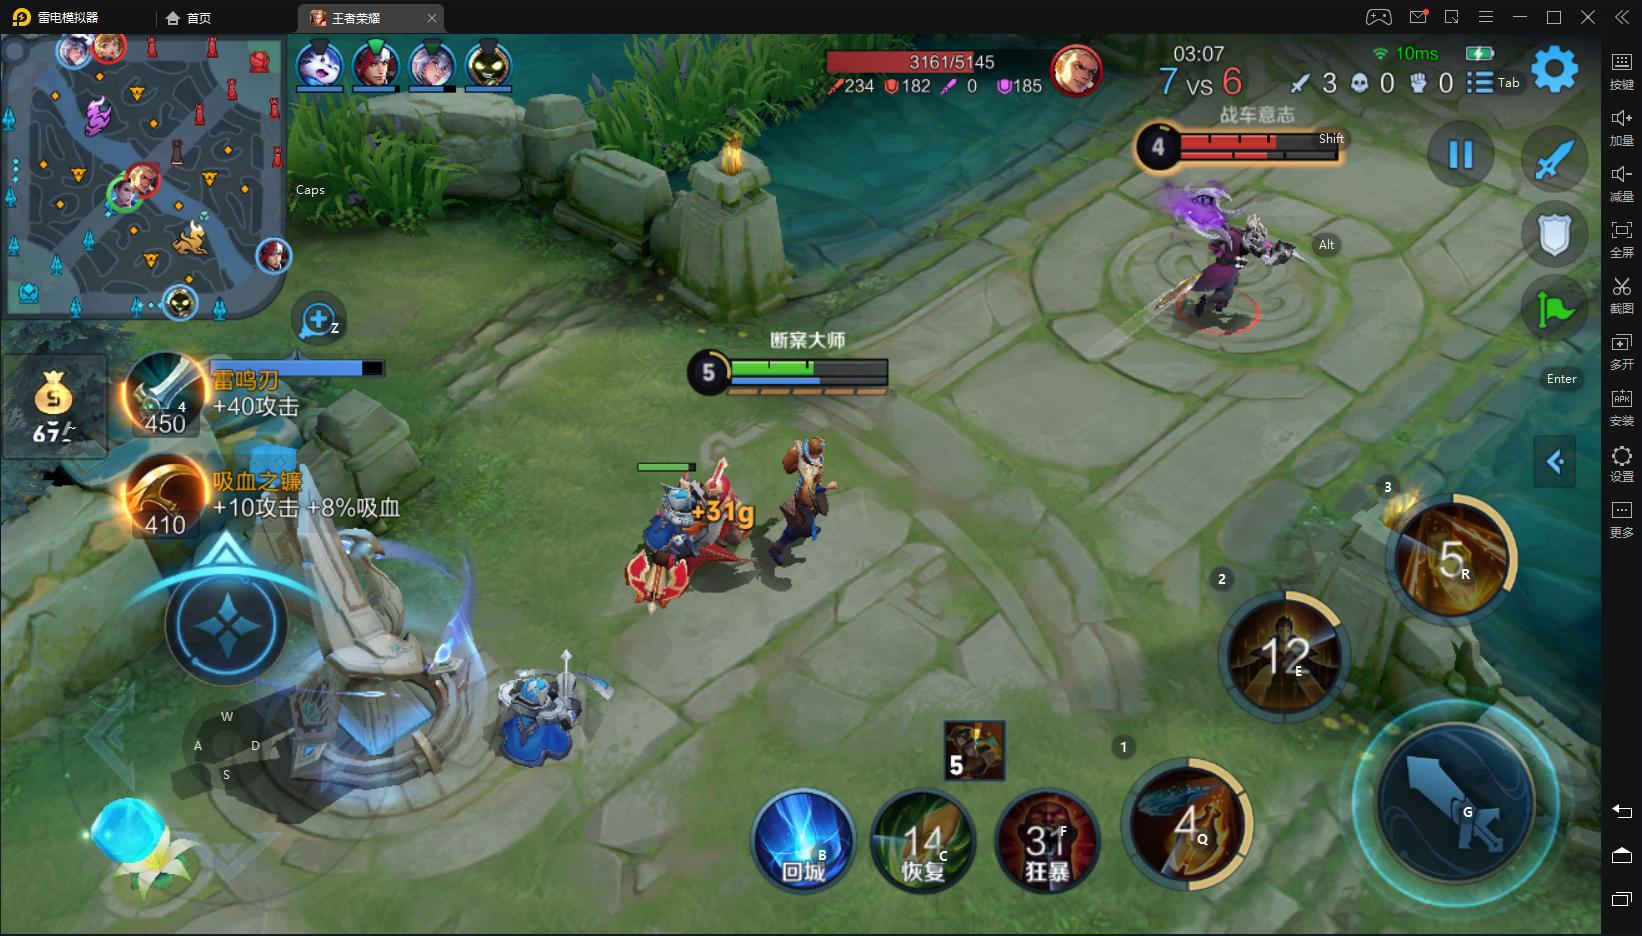 雷电模拟器
首页
王者荣耀
3161/5145
234 182 0 185
03:07
7 VS 6
10ms
3 0 0
Tab
战车意志
4
Shift
Caps
Alt
Z
断案大师
5
雷鸣刃
+40攻击
4
450
吸血之镰
+10攻击 +8%吸血
410
+31g
Enter
3
5
R
2
12
E
W
A
D
S
5
1
B
回城
14
C
恢复
31
F
狂暴
4
Q
G
按键
加量
减量
全屏
截图
多开
APK
安装
设置
更多